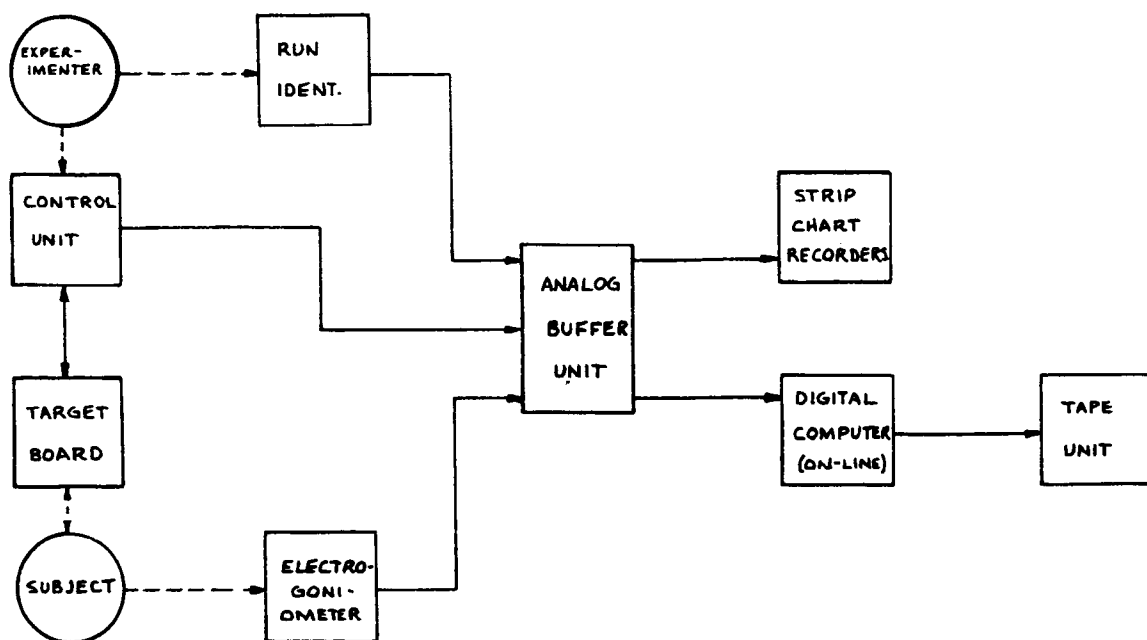 EXPER-
IMENTER
RUN
IDENT.
CONTROL
UNIT
STRIP
CHART
RECORDERS
ANALOG
BUFFER
UNIT
TARGET
BOARD
DIGITAL
COMPUTER
(ON-LINE)
TAPE
UNIT
SUBJECT
ELECTRO-
GONI-
OMETER